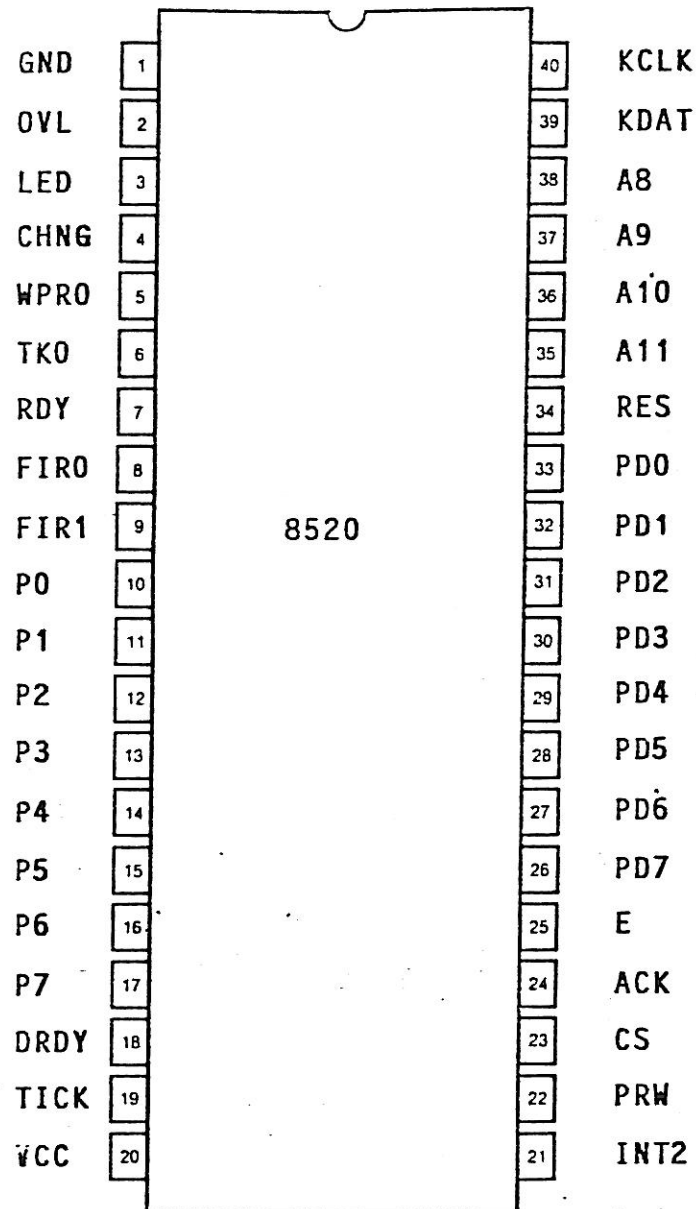 GND 1 40 KCLK
OVL 2 39 KDAT
LED 3 38 A8
CHNG 4 37 A9
WPRO 5 36 A10
TKO 6 35 A11
RDY 7 34 RES
FIRO 8 33 PD0
FIR1 9 8520 32 PD1
P0 10 31 PD2
P1 11 30 PD3
P2 12 29 PD4
P3 13 28 PD5
P4 14 27 PD6
P5 15 26 PD7
P6 16 25 E
P7 17 24 ACK
DRDY 18 23 CS
TICK 19 22 PRW
VCC 20 21 INT2